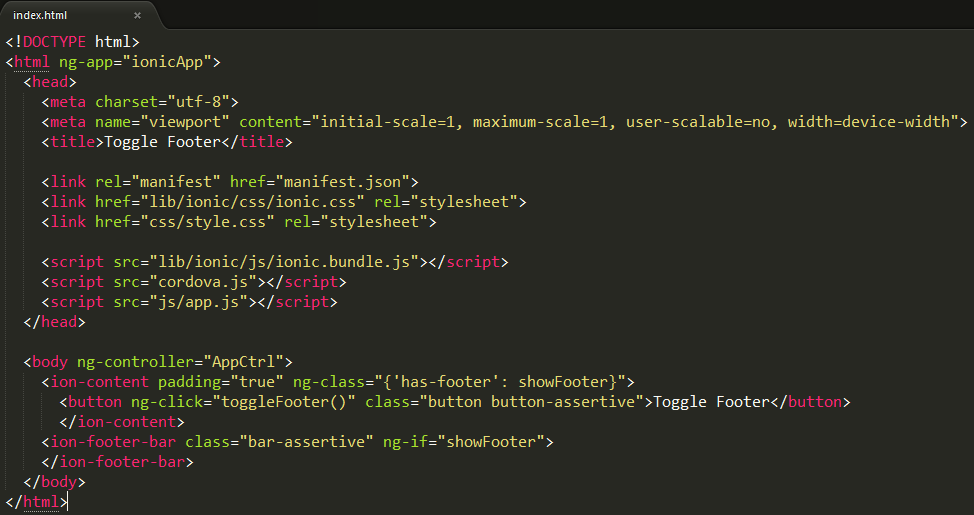 index.html ×
<!DOCTYPE html>
<html ng-app="ionicApp">
  <head>
    <meta charset="utf-8">
    <meta name="viewport" content="initial-scale=1, maximum-scale=1, user-scalable=no, width=device-width">
    <title>Toggle Footer</title>

    <link rel="manifest" href="manifest.json">
    <link href="lib/ionic/css/ionic.css" rel="stylesheet">
    <link href="css/style.css" rel="stylesheet">

    <script src="lib/ionic/js/ionic.bundle.js"></script>
    <script src="cordova.js"></script>
    <script src="js/app.js"></script>
  </head>

  <body ng-controller="AppCtrl">
    <ion-content padding="true" ng-class="{'has-footer': showFooter}">
      <button ng-click="toggleFooter()" class="button button-assertive">Toggle Footer</button>
      </ion-content>
    <ion-footer-bar class="bar-assertive" ng-if="showFooter">
    </ion-footer-bar>
  </body>
</html>